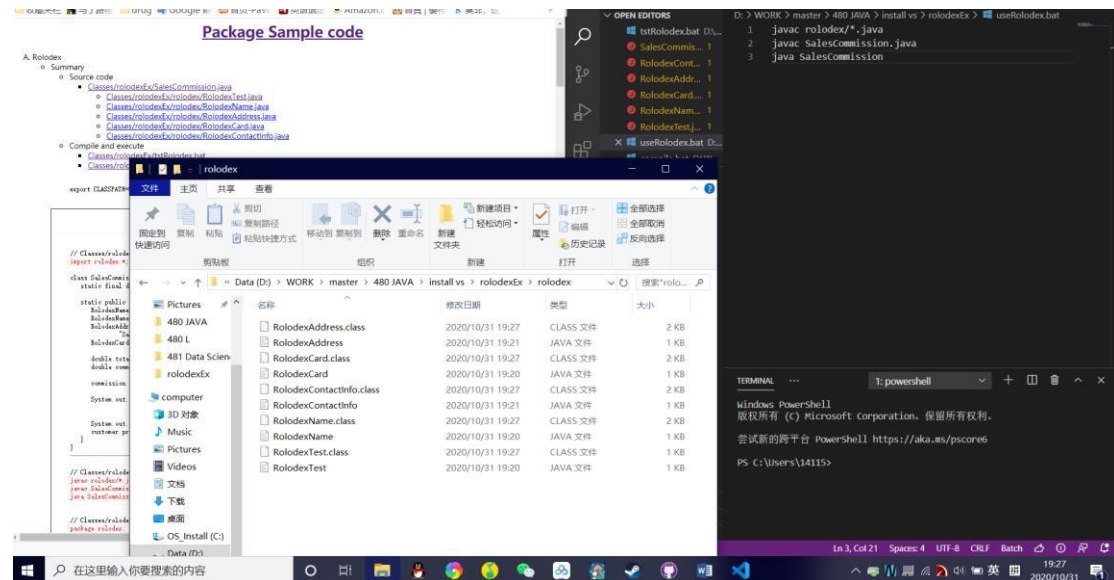 Package Sample code
A. Rolodex
Summary
Source code
Classes/rolodexEx/SalesCommission.java
Classes/rolodexEx/rolodex/RolodexTest.java
Classes/rolodexEx/rolodex/RolodexName.java
Classes/rolodexEx/rolodex/RolodexAddress.java
Classes/rolodexEx/rolodex/RolodexCard.java
Classes/rolodexEx/rolodex/RolodexContactInfo.java
Compile and execute
Classes/rolodexEx/tstRolodex.bat
OPEN EDITORS
tstRolodex.bat D:\...
SalesCommis... 1
RolodexCont... 1
RolodexAddr... 1
RolodexCard.... 1
RolodexNam... 1
RolodexTest.j... 1
useRolodex.bat D:...
D: > WORK > master > 480 JAVA > install vs > rolodexEx > useRolodex.bat
1 javac rolodex/*.java
2 javac SalesCommission.java
3 java SalesCommission
rolodex
文件 主页 共享 查看
固定到快速访问
复制
粘贴
剪切
复制路径
粘贴快捷方式
移动到 复制到 删除 重命名
新建文件夹
新建项目
轻松访问
属性
打开
编辑
历史记录
全部选择
全部取消
反向选择
剪贴板 组织 新建 打开 选择
Data (D:) > WORK > master > 480 JAVA > install vs > rolodexEx > rolodex
搜索"rolo...
Pictures
480 JAVA
480 L
481 Data Scien
rolodexEx
computer
3D 对象
Music
Pictures
Videos
文档
下载
桌面
OS_Install (C:)
Data (D:)
名称 修改日期 类型 大小
RolodexAddress.class 2020/10/31 19:27 CLASS 文件 2 KB
RolodexAddress 2020/10/31 19:21 JAVA 文件 1 KB
RolodexCard.class 2020/10/31 19:27 CLASS 文件 2 KB
RolodexCard 2020/10/31 19:20 JAVA 文件 1 KB
RolodexContactInfo.class 2020/10/31 19:27 CLASS 文件 2 KB
RolodexContactInfo 2020/10/31 19:21 JAVA 文件 1 KB
RolodexName.class 2020/10/31 19:27 CLASS 文件 2 KB
RolodexName 2020/10/31 19:20 JAVA 文件 1 KB
RolodexTest.class 2020/10/31 19:27 CLASS 文件 1 KB
RolodexTest 2020/10/31 19:20 JAVA 文件 1 KB
TERMINAL ... 1: powershell
Windows PowerShell
版权所有 (C) Microsoft Corporation。保留所有权利。
尝试新的跨平台 PowerShell https://aka.ms/pscore6
PS C:\Users\14115>
Ln 3, Col 21 Spaces: 4 UTF-8 CRLF Batch
在这里输入你要搜索的内容
英
19:27
2020/10/31